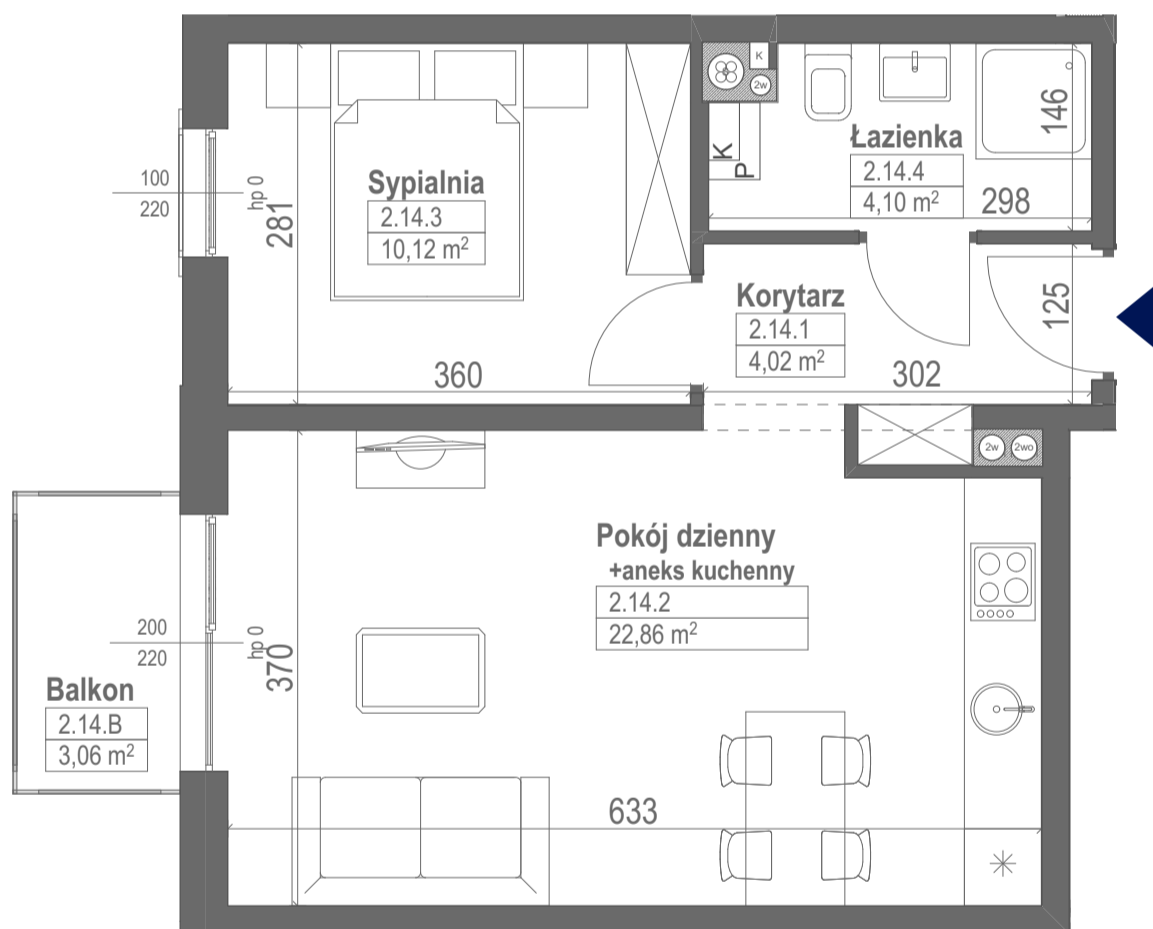 K
2w
Łazienka
2.14.4
4,10 m²
146
298
K
P
Sypialnia
2.14.3
10,12 m²
100
220
hp 0
281
360
Korytarz
2.14.1
4,02 m²
125
302
2w
2wo
Pokój dzienny
+aneks kuchenny
2.14.2
22,86 m²
200
220
hp 0
370
Balkon
2.14.B
3,06 m²
633